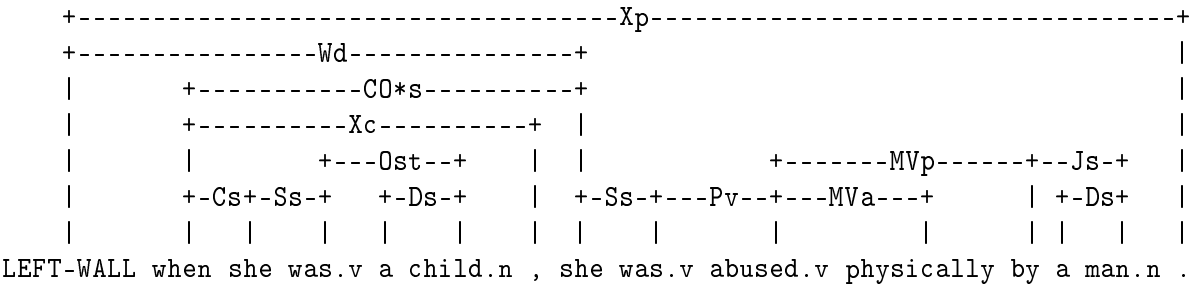 +-------------------------------------Xp-----------------------------------+
+----------------Wd---------------+ |
| +-----------CO*s----------+ |
| +----------Xc----------+ | |
| | +---Ost--+ | | +-------MVp------+--Js-+ |
| +-Cs+-Ss-+ +-Ds-+ | +-Ss-+---Pv--+---MVa---+ | +-Ds+ |
| | | | | | | | | | | | | | |
LEFT-WALL when she was.v a child.n , she was.v abused.v physically by a man.n .